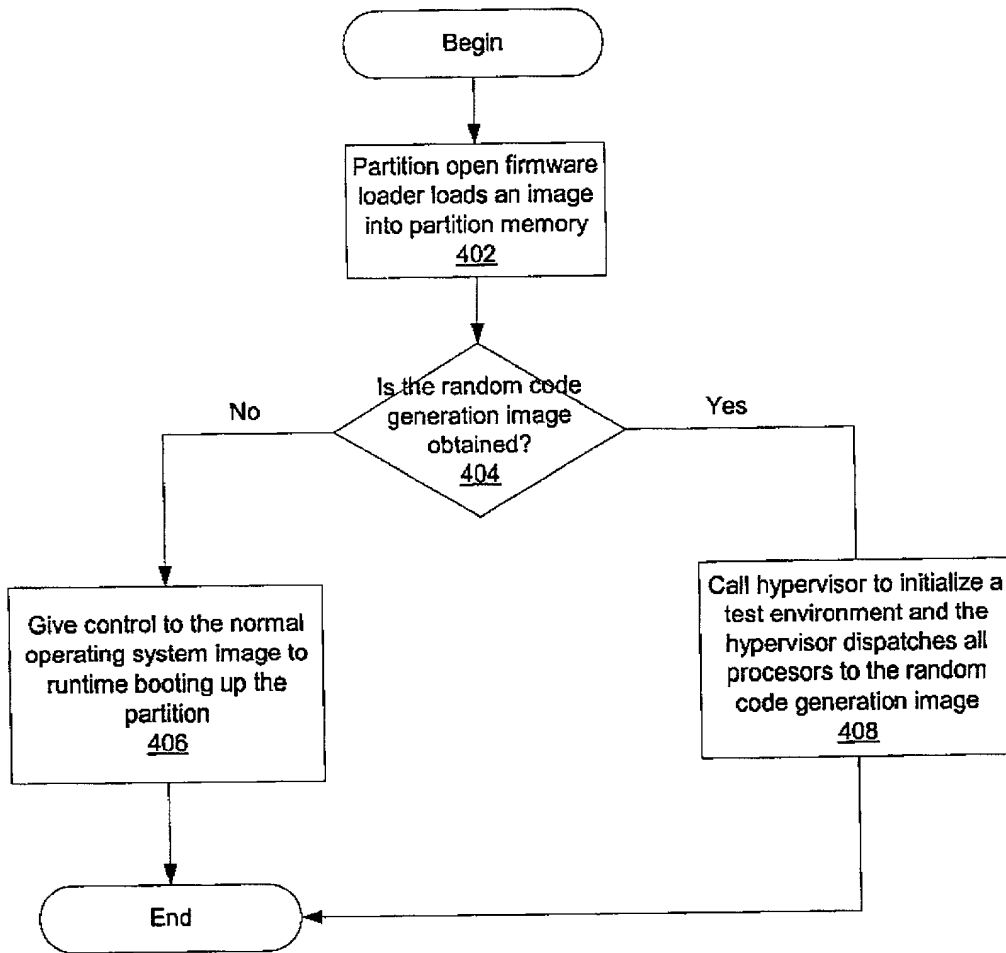 Begin
Partition open firmware
loader loads an image
into partition memory
402
Is the random code
generation image
obtained?
404
No
Yes
Give control to the normal
operating system image to
runtime booting up the
partition
406
Call hypervisor to initialize a
test environment and the
hypervisor dispatches all
procesors to the random
code generation image
408
End